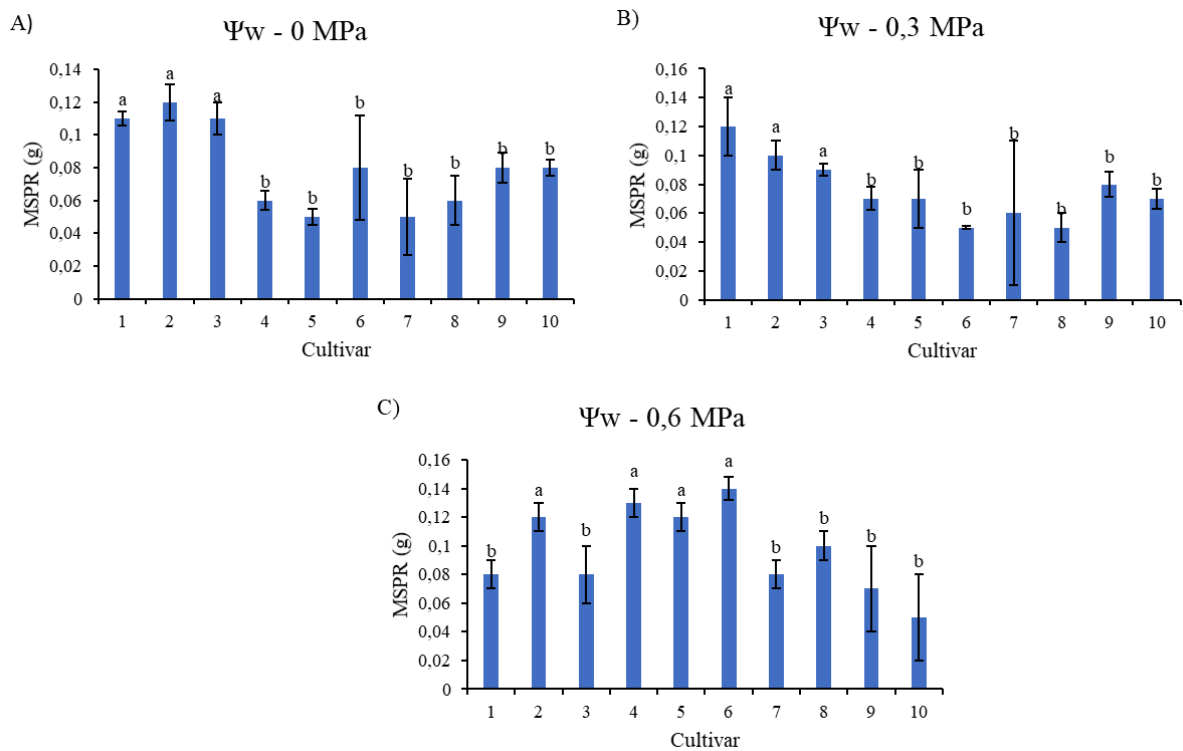 A)
Ψw - 0 MPa
MSPR (g)
0,14
0,12
0,1
0,08
0,06
0,04
0,02
0
a a a b b b b b b b
1 2 3 4 5 6 7 8 9 10
Cultivar
B)
Ψw - 0,3 MPa
MSPR (g)
0,16
0,14
0,12
0,1
0,08
0,06
0,04
0,02
0
a a a b b b b b b b
1 2 3 4 5 6 7 8 9 10
Cultivar
C)
Ψw - 0,6 MPa
MSPR (g)
0,16
0,14
0,12
0,1
0,08
0,06
0,04
0,02
0
b a b a a a b b b b
1 2 3 4 5 6 7 8 9 10
Cultivar